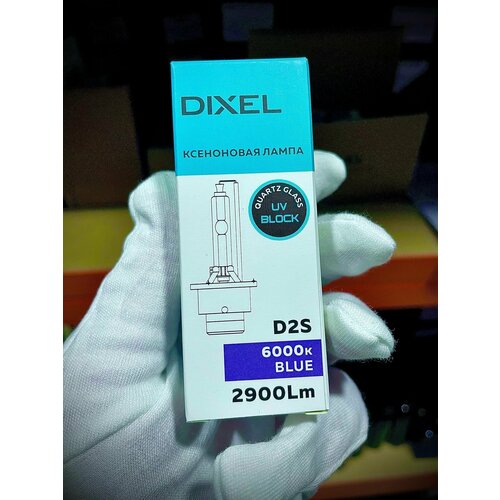 DIXEL
КСЕНОНОВАЯ ЛАМПА
QUARTZ GLASS
UV
BLOCK
D2S
6000K
BLUE
2900Lm